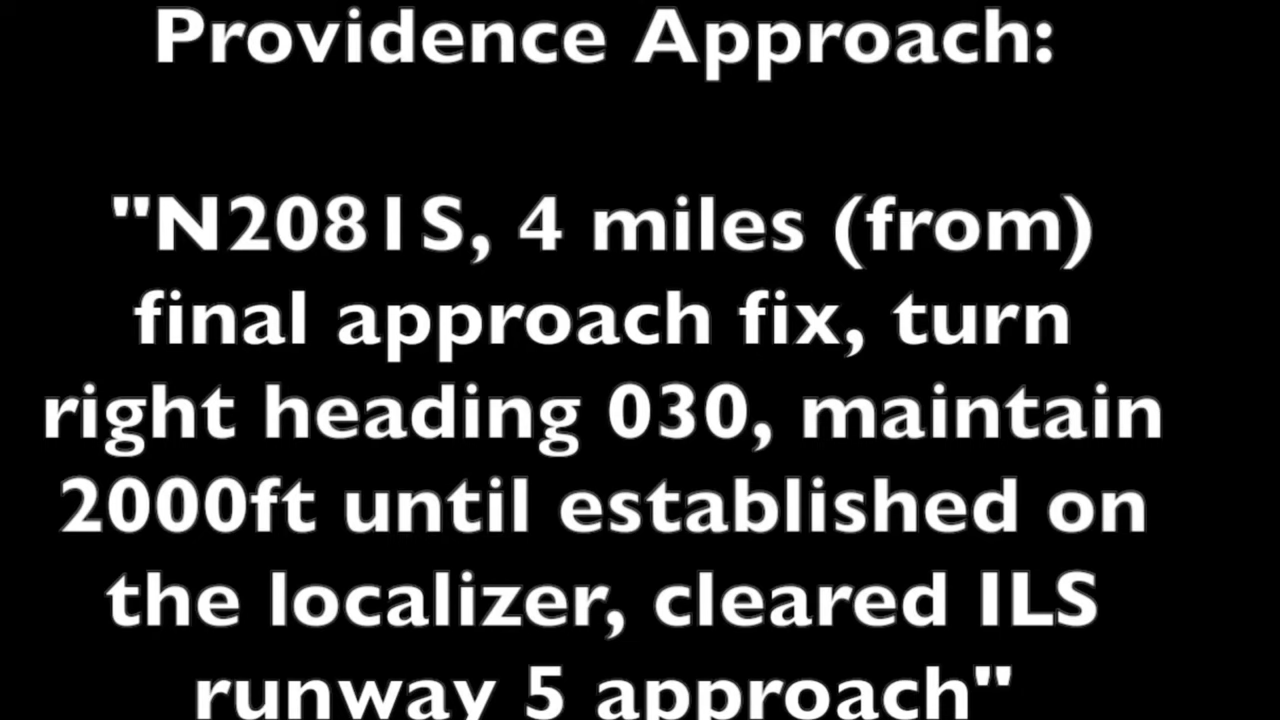 Providence Approach:
"N2081S, 4 miles (from)
final approach fix, turn
right heading 030, maintain
2000ft until established on
the localizer, cleared ILS
runway 5 approach"